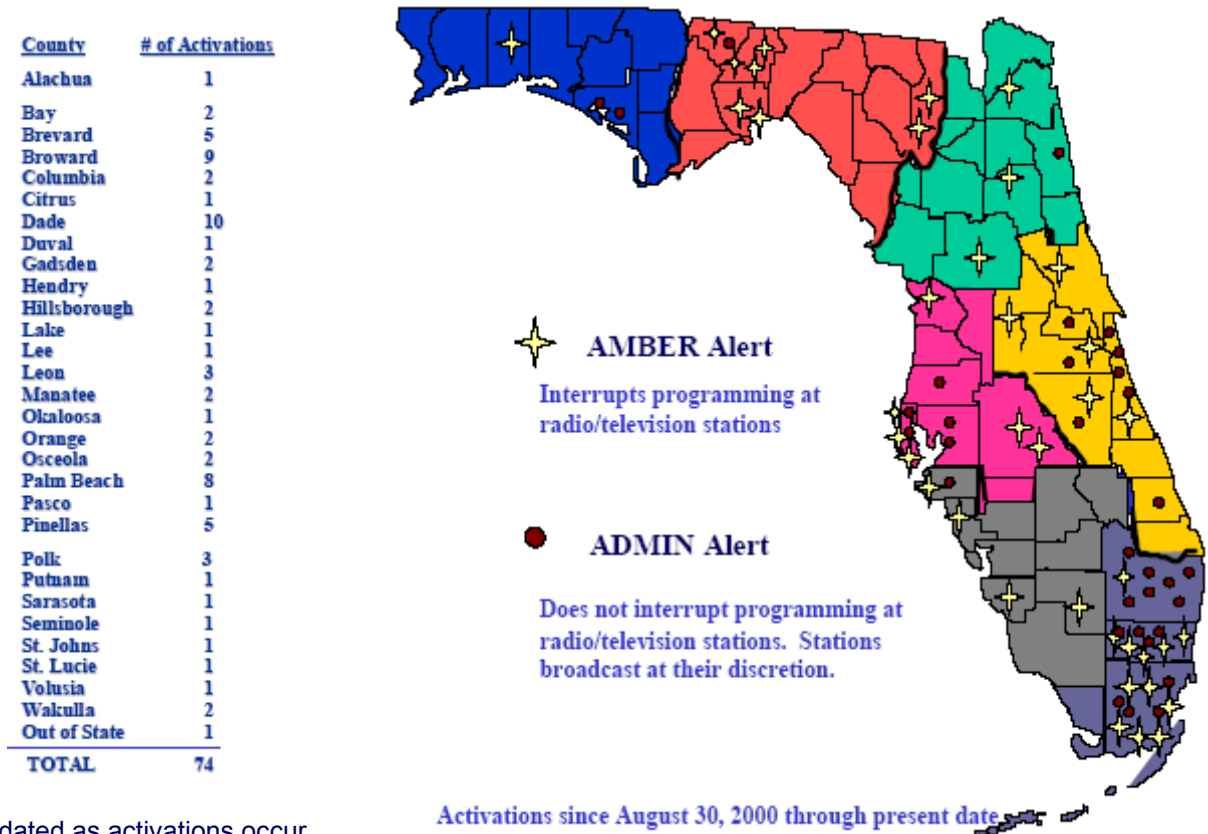 County # of Activations
Alachua 1
Bay 2
Brevard 5
Broward 9
Columbia 2
Citrus 1
Dade 10
Duval 1
Gadsden 2
Hendry 1
Hillsborough 2
Lake 1
Lee 1
Leon 3
Manatee 2
Okaloosa 1
Orange 2
Osceola 2
Palm Beach 8
Pasco 1
Pinellas 5
Polk 3
Putnam 1
Sarasota 1
Seminole 1
St. Johns 1
St. Lucie 1
Volusia 1
Wakulla 2
Out of State 1
TOTAL 74
AMBER Alert
Interrupts programming at
radio/television stations
ADMIN Alert
Does not interrupt programming at
radio/television stations. Stations
broadcast at their discretion.
Activations since August 30, 2000 through present date
dated as activations occur